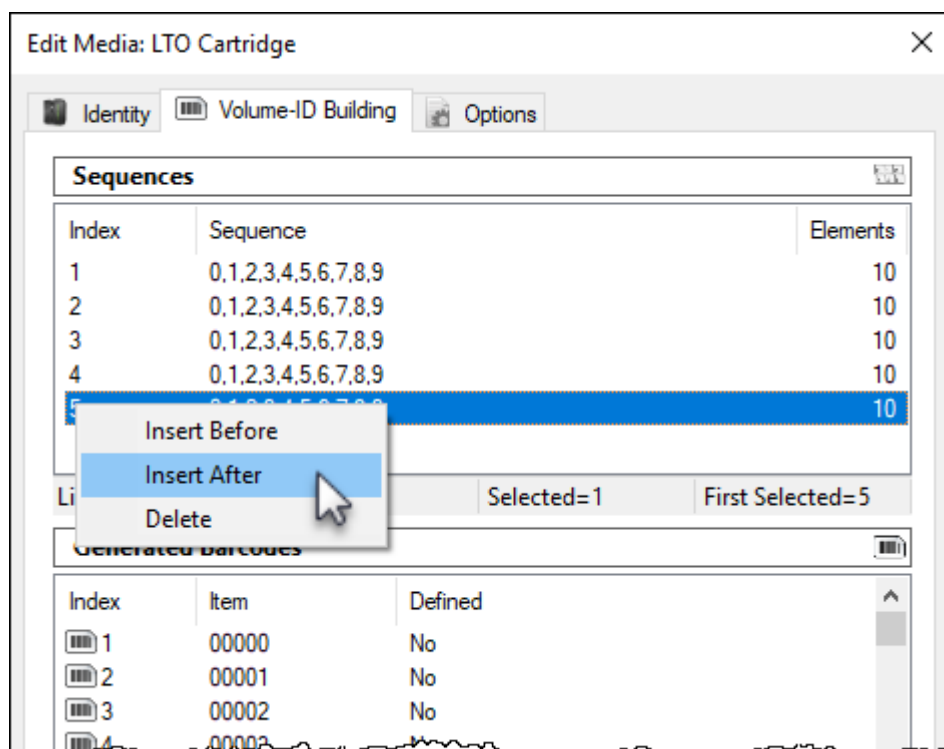 Edit Media: LTO Cartridge
Identity Volume-ID Building Options
Sequences
Index Sequence Elements
1 0,1,2,3,4,5,6,7,8,9 10
2 0,1,2,3,4,5,6,7,8,9 10
3 0,1,2,3,4,5,6,7,8,9 10
4 0,1,2,3,4,5,6,7,8,9 10
10
Insert Before
Insert After
Li Selected=1 First Selected=5
Delete
Generated Barcodes
Index Item Defined
1 00000 No
2 00001 No
3 00002 No